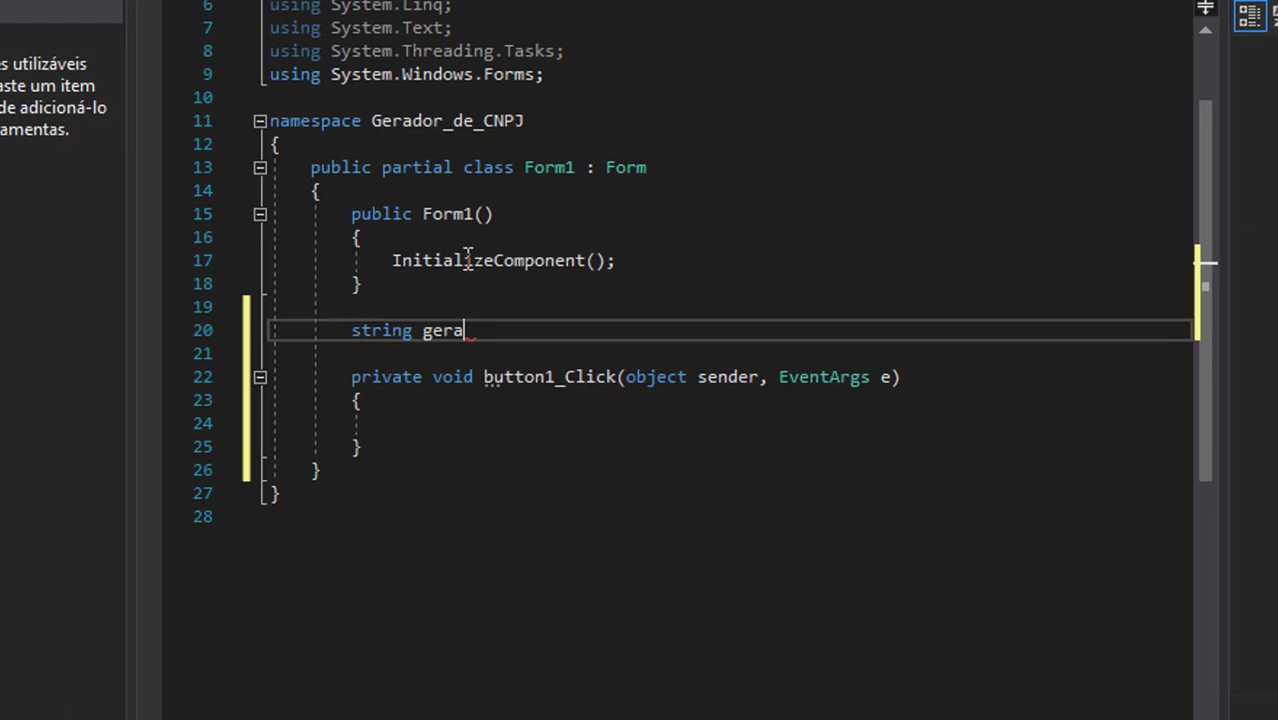 s utilizáveis
aste um item
de adicioná-lo
amentas.
6 using System.Linq;
7 using System.Text;
8 using System.Threading.Tasks;
9 using System.Windows.Forms;
10
11 namespace Gerador_de_CNPJ
12 {
13 public partial class Form1 : Form
14 {
15 public Form1()
16 {
17 InitializeComponent();
18 }
19
20 string gera
21
22 private void button1_Click(object sender, EventArgs e)
23 {
24
25 }
26 }
27 }
28